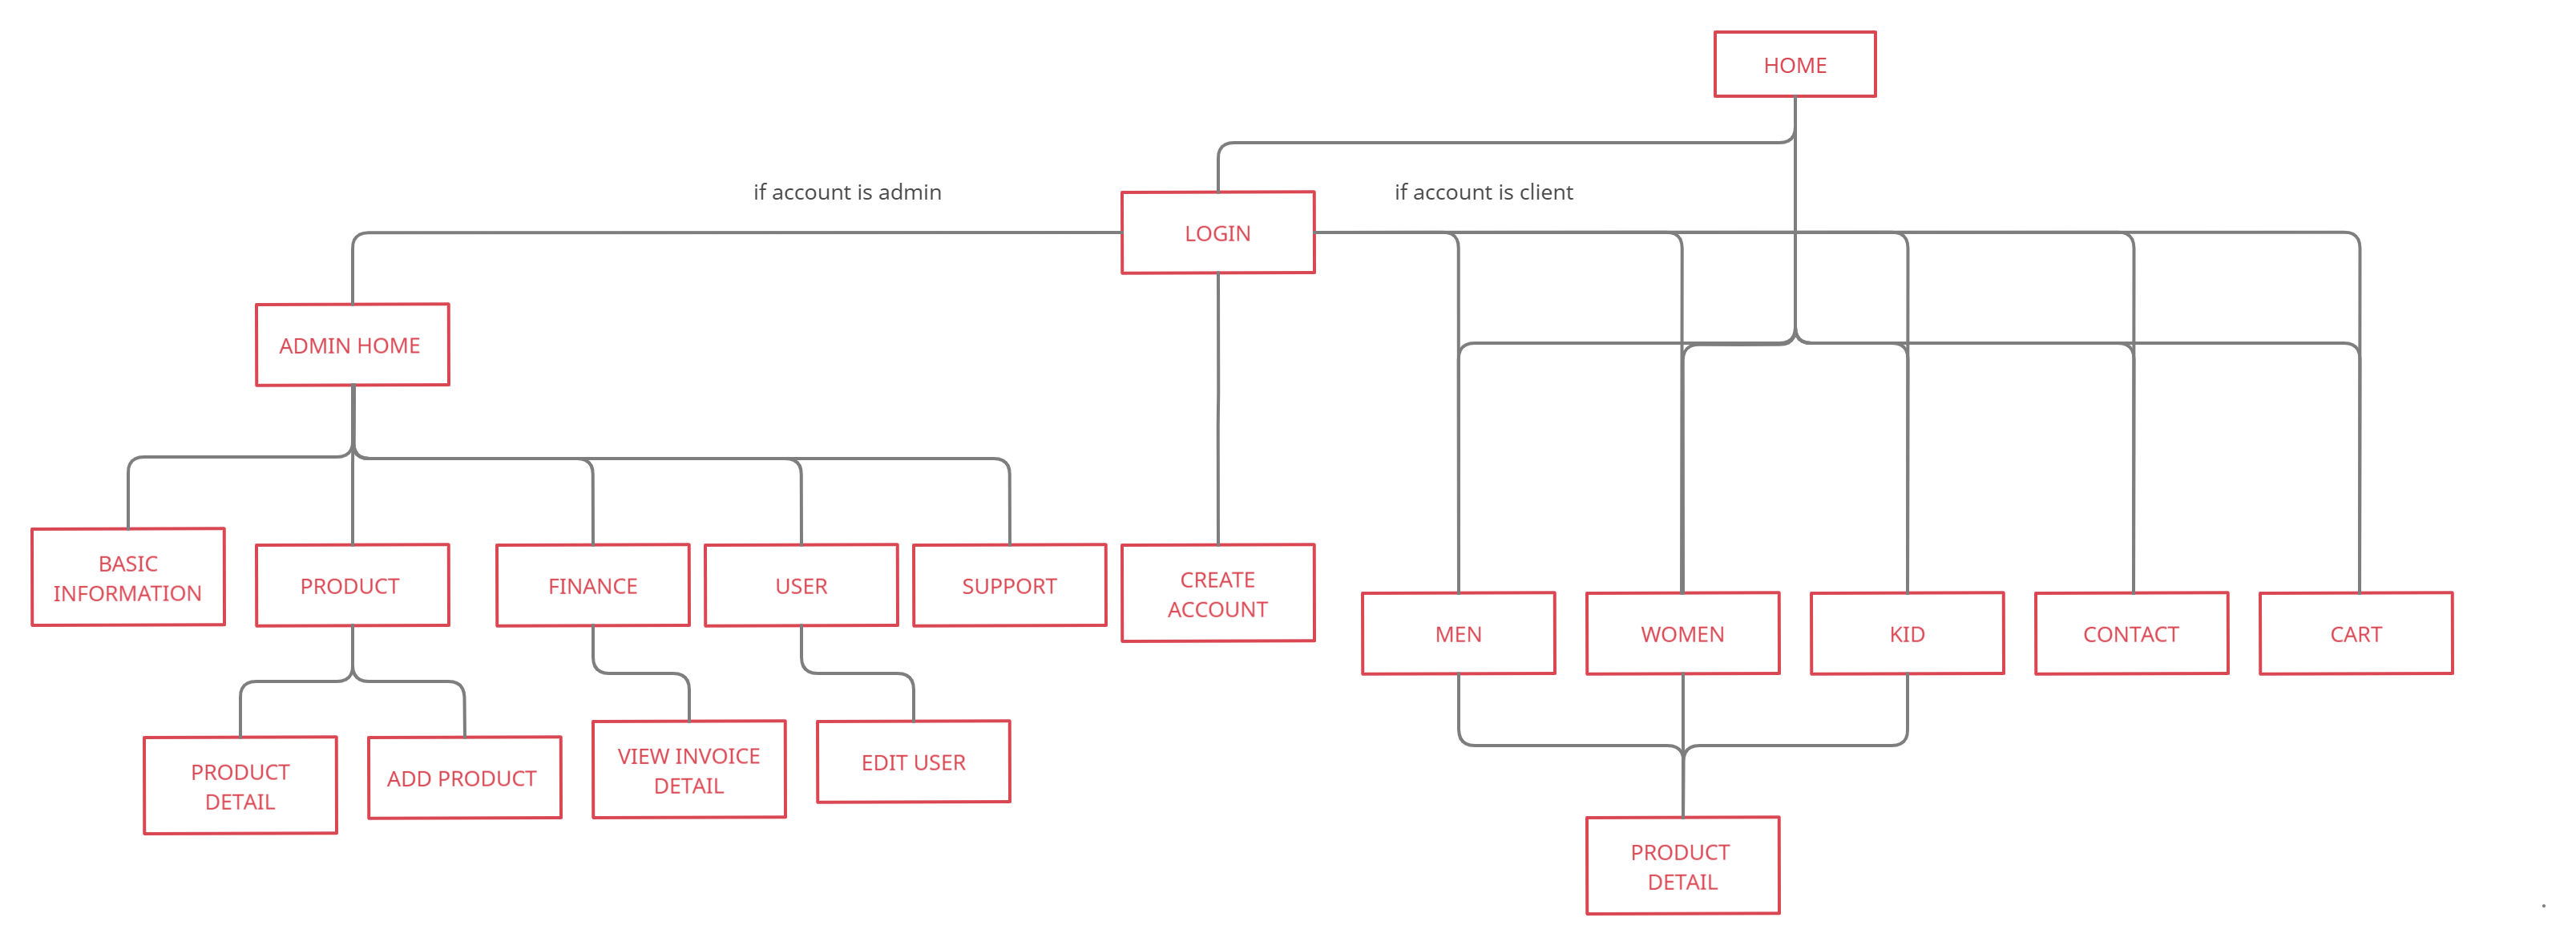 HOME
if account is admin
if account is client
LOGIN
ADMIN HOME
BASIC
INFORMATION
PRODUCT
FINANCE
USER
SUPPORT
CREATE
ACCOUNT
MEN
WOMEN
KID
CONTACT
CART
PRODUCT
DETAIL
ADD PRODUCT
VIEW INVOICE
DETAIL
EDIT USER
PRODUCT
DETAIL
.